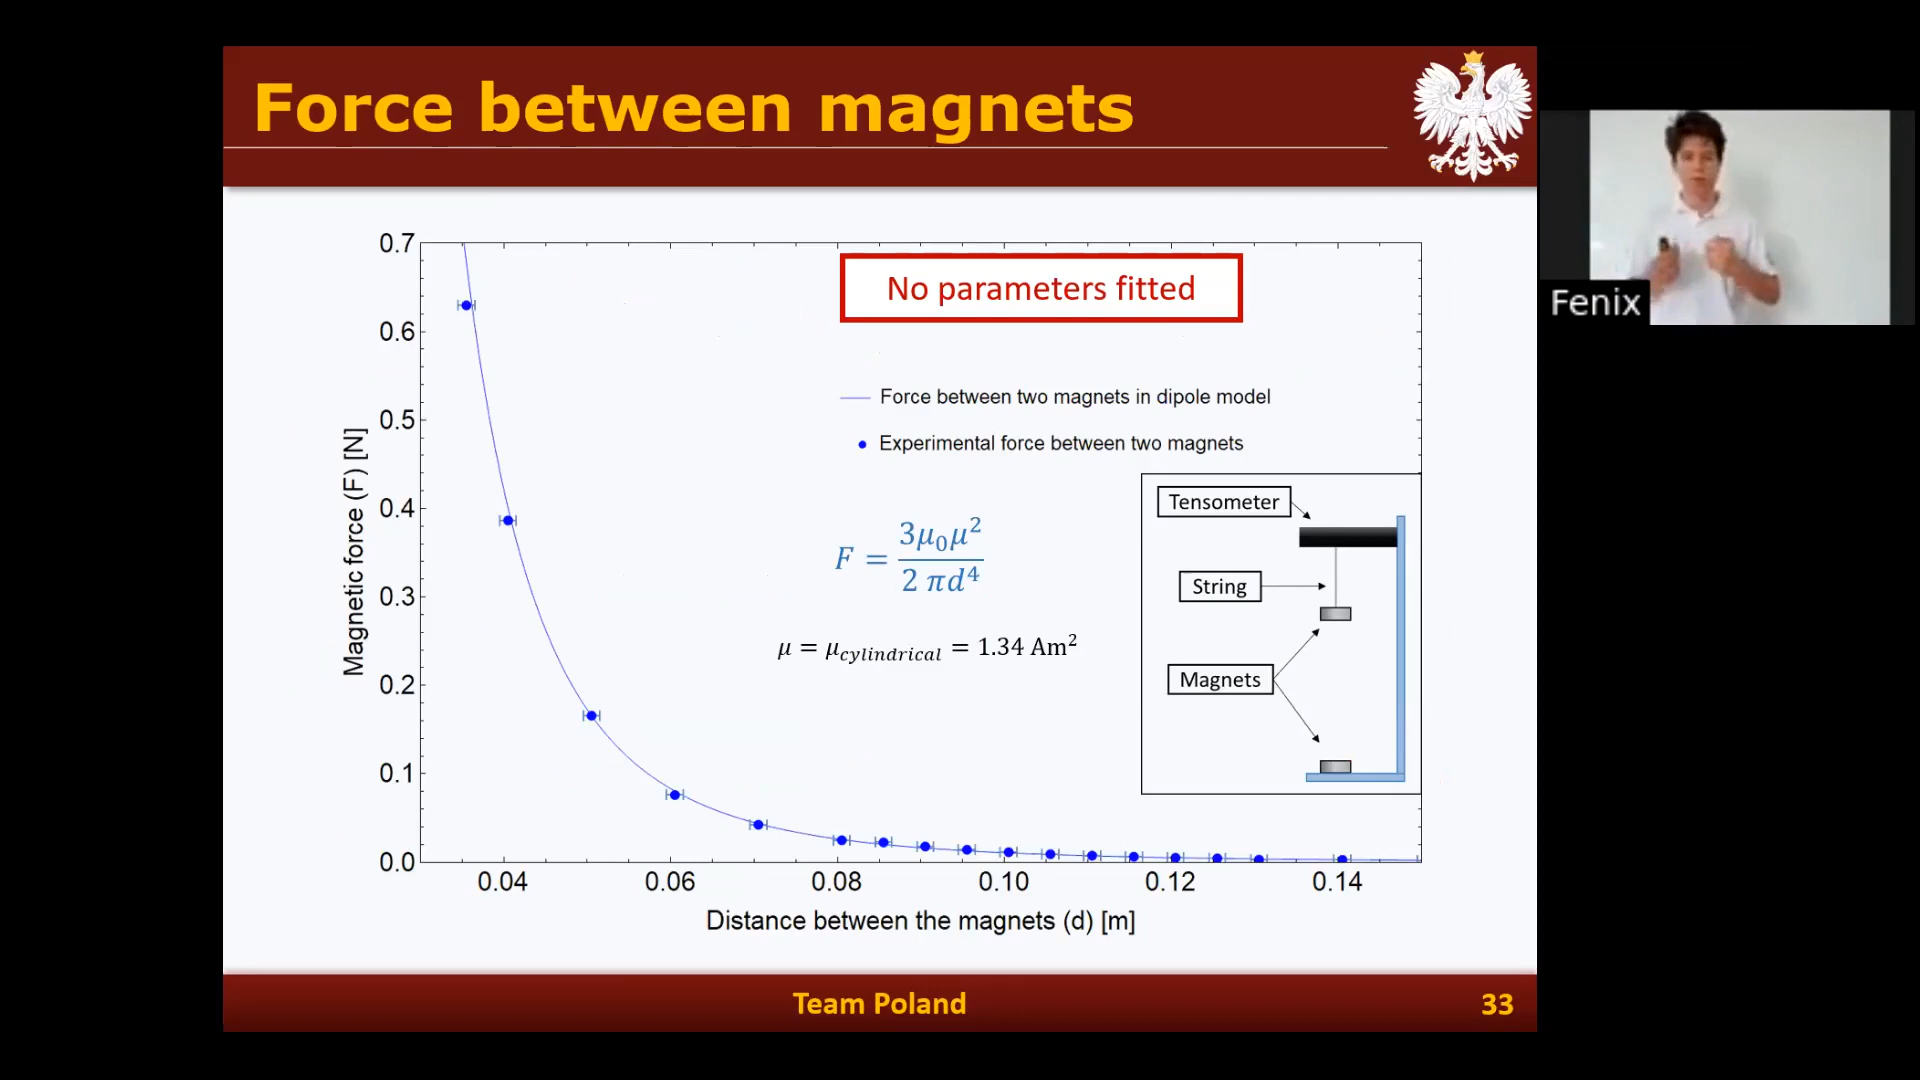 Force between magnets
No parameters fitted
Force between two magnets in dipole model
Experimental force between two magnets
F = 3μ₀μ² / 2 πd⁴
μ = μcylindrical = 1.34 Am²
Tensometer
String
Magnets
Magnetic force (F) [N]
0.7
0.6
0.5
0.4
0.3
0.2
0.1
0.0
0.04 0.06 0.08 0.10 0.12 0.14
Distance between the magnets (d) [m]
Team Poland
33
Fenix